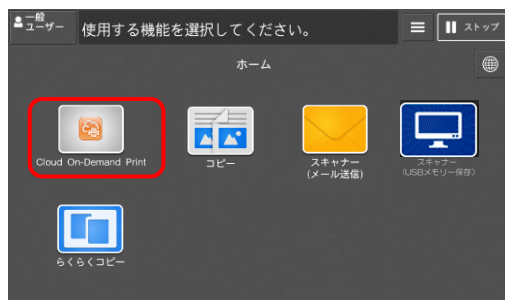 一般
ユーザー
使用する機能を選択してください。
ストップ
ホーム
Cloud On-Demand Print
コピー
スキャナー
(メール送信)
スキャナー
(USBメモリー保存)
らくらくコピー